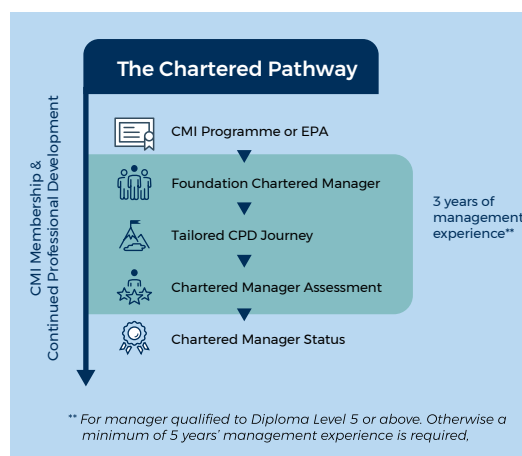 The Chartered Pathway
CMI Membership &
Continued Professional Development
CMI Programme or EPA
Foundation Chartered Manager
Tailored CPD Journey
Chartered Manager Assessment
Chartered Manager Status
3 years of
management
experience**
** For manager qualified to Diploma Level 5 or above. Otherwise a
minimum of 5 years’ management experience is required,